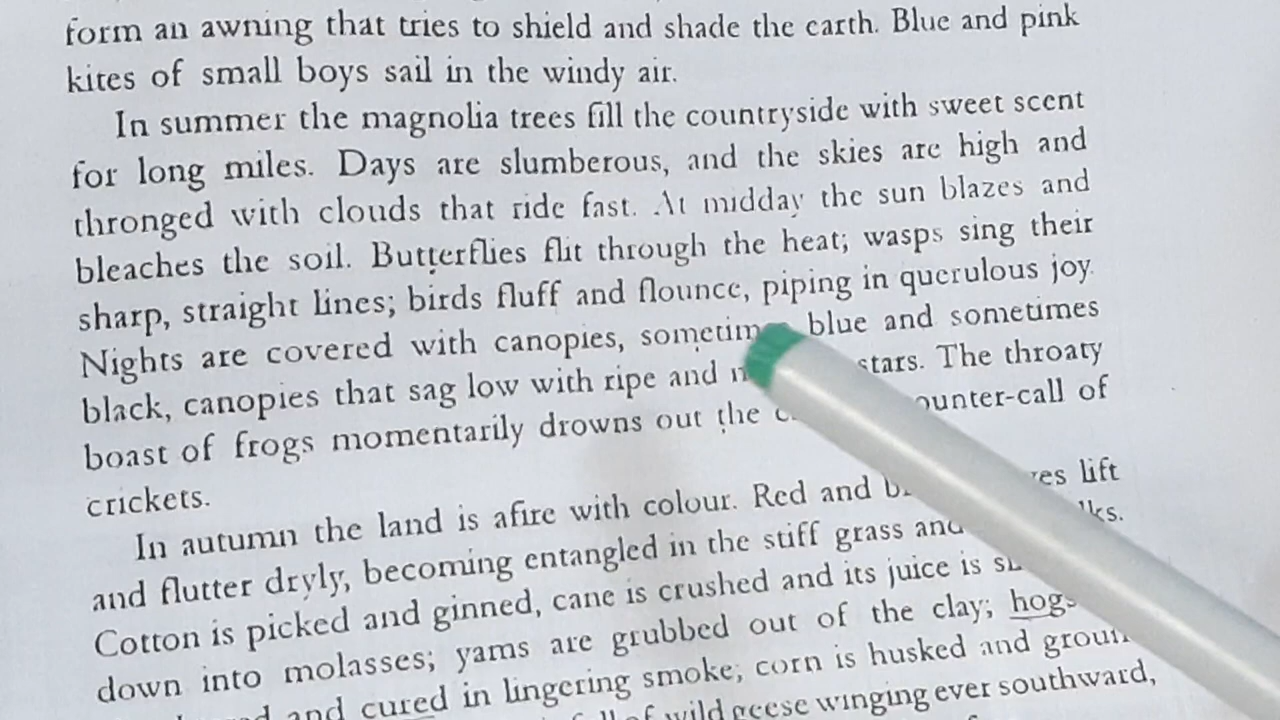 form an awning that tries to shield and shade the earth. Blue and pink
kites of small boys sail in the windy air.
In summer the magnolia trees fill the countryside with sweet scent
for long miles. Days are slumberous, and the skies are high and
thronged with clouds that ride fast. At midday the sun blazes and
bleaches the soil. Butterflies flit through the heat; wasps sing their
sharp, straight lines; birds fluff and flounce, piping in querulous joy.
Nights are covered with canopies, blue and sometimes
black, canopies that sag low with ripe and stars. The throaty
boast of frogs momentarily drowns out the of
crickets.
In autumn the land is afire with colour. Red and lift
and flutter dryly, becoming entangled in the stiff grass and
Cotton is picked and ginned, cane is crushed and its juice is
down into molasses; yams are grubbed out of the clay;
and cured in lingering smoke; corn is husked and
of wild geese winging ever southward,